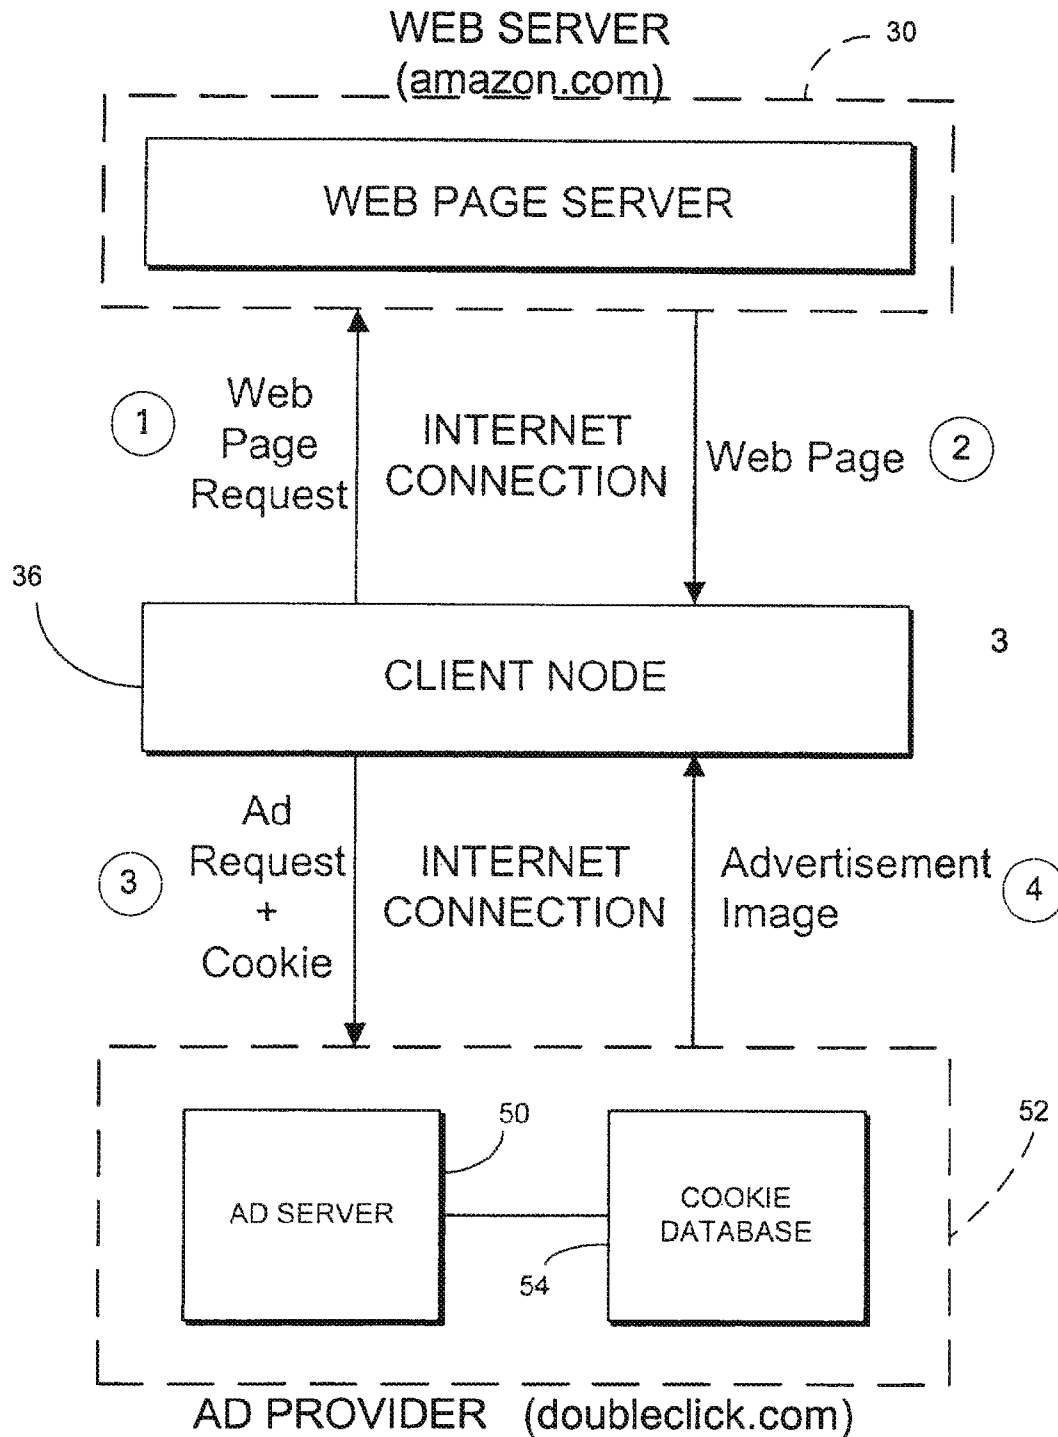 WEB SERVER
(amazon.com)
30
WEB PAGE SERVER
1
Web
Page
Request
INTERNET
CONNECTION
Web Page
2
36
CLIENT NODE
3
3
Ad
Request
+
Cookie
INTERNET
CONNECTION
Advertisement
Image
4
50
52
AD SERVER
COOKIE
DATABASE
54
AD PROVIDER (doubleclick.com)